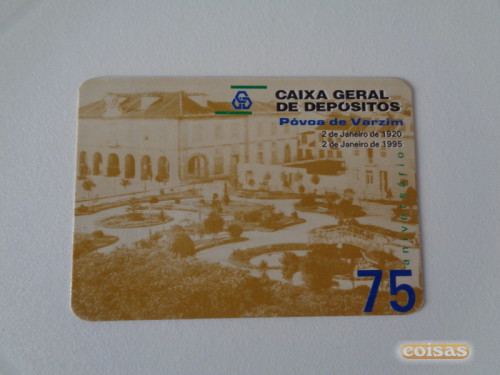 CAIXA GERAL
DE DEPÓSITOS
Póvoa de Varzim
2 de Janeiro de 1920
2 de Janeiro de 1995
aniversário
75
coisas